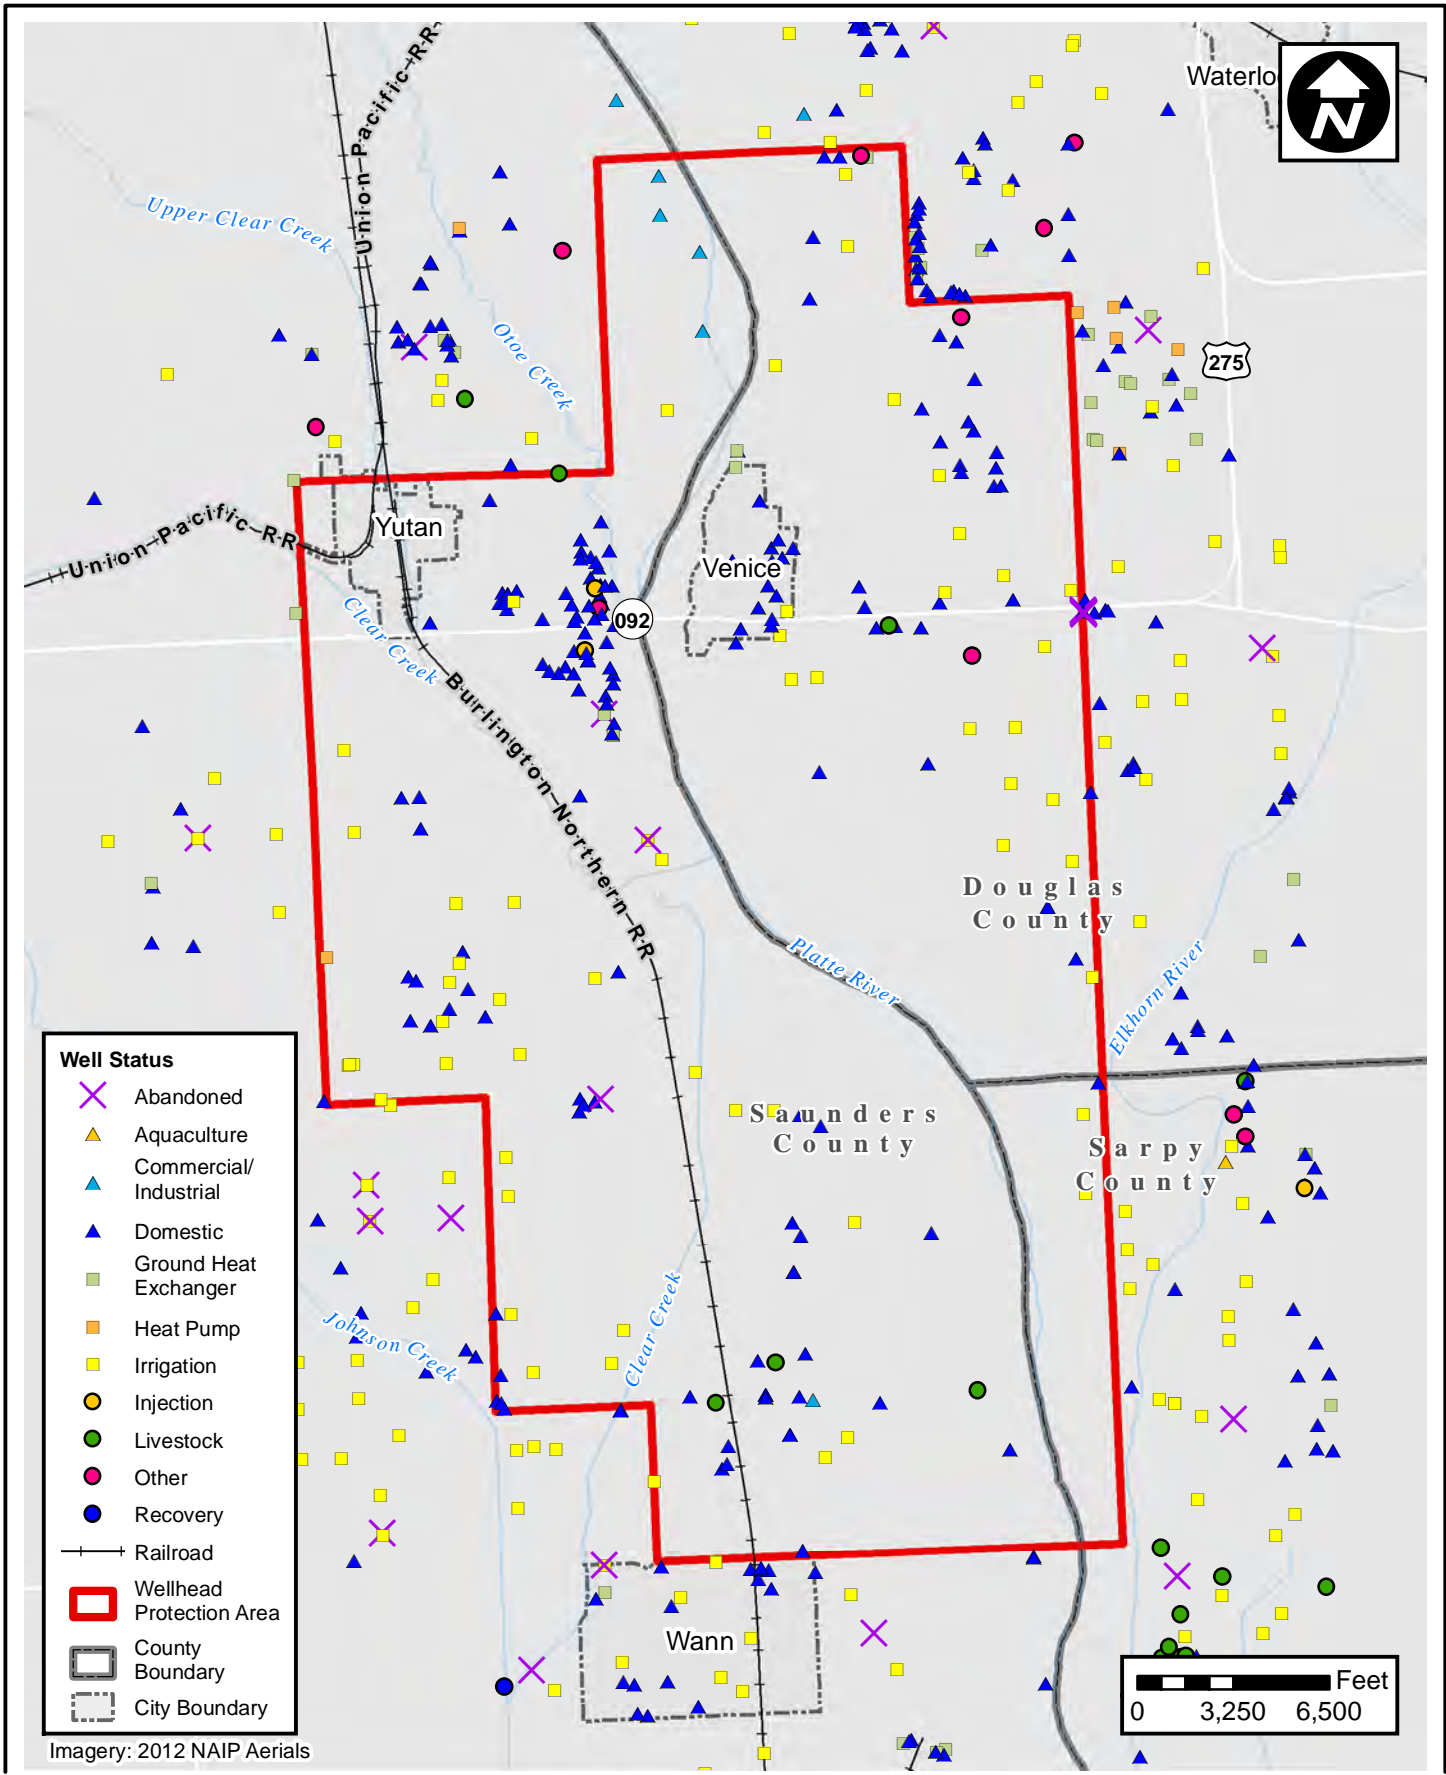 Waterlo
N
Union Pacific RR
Upper Clear Creek
Otoe Creek
275
Yutan
Union Pacific RR
Venice
092
Clear Creek
Burlington Northern RR
Douglas
County
Platte River
Elkhorn River
Saunders
County
Sarpy
County
Clear Creek
Johnson Creek
Wann
Well Status
Abandoned
Aquaculture
Commercial/
Industrial
Domestic
Ground Heat
Exchanger
Heat Pump
Irrigation
Injection
Livestock
Other
Recovery
Railroad
Wellhead
Protection Area
County
Boundary
City Boundary
Imagery: 2012 NAIP Aerials
Feet
0 3,250 6,500